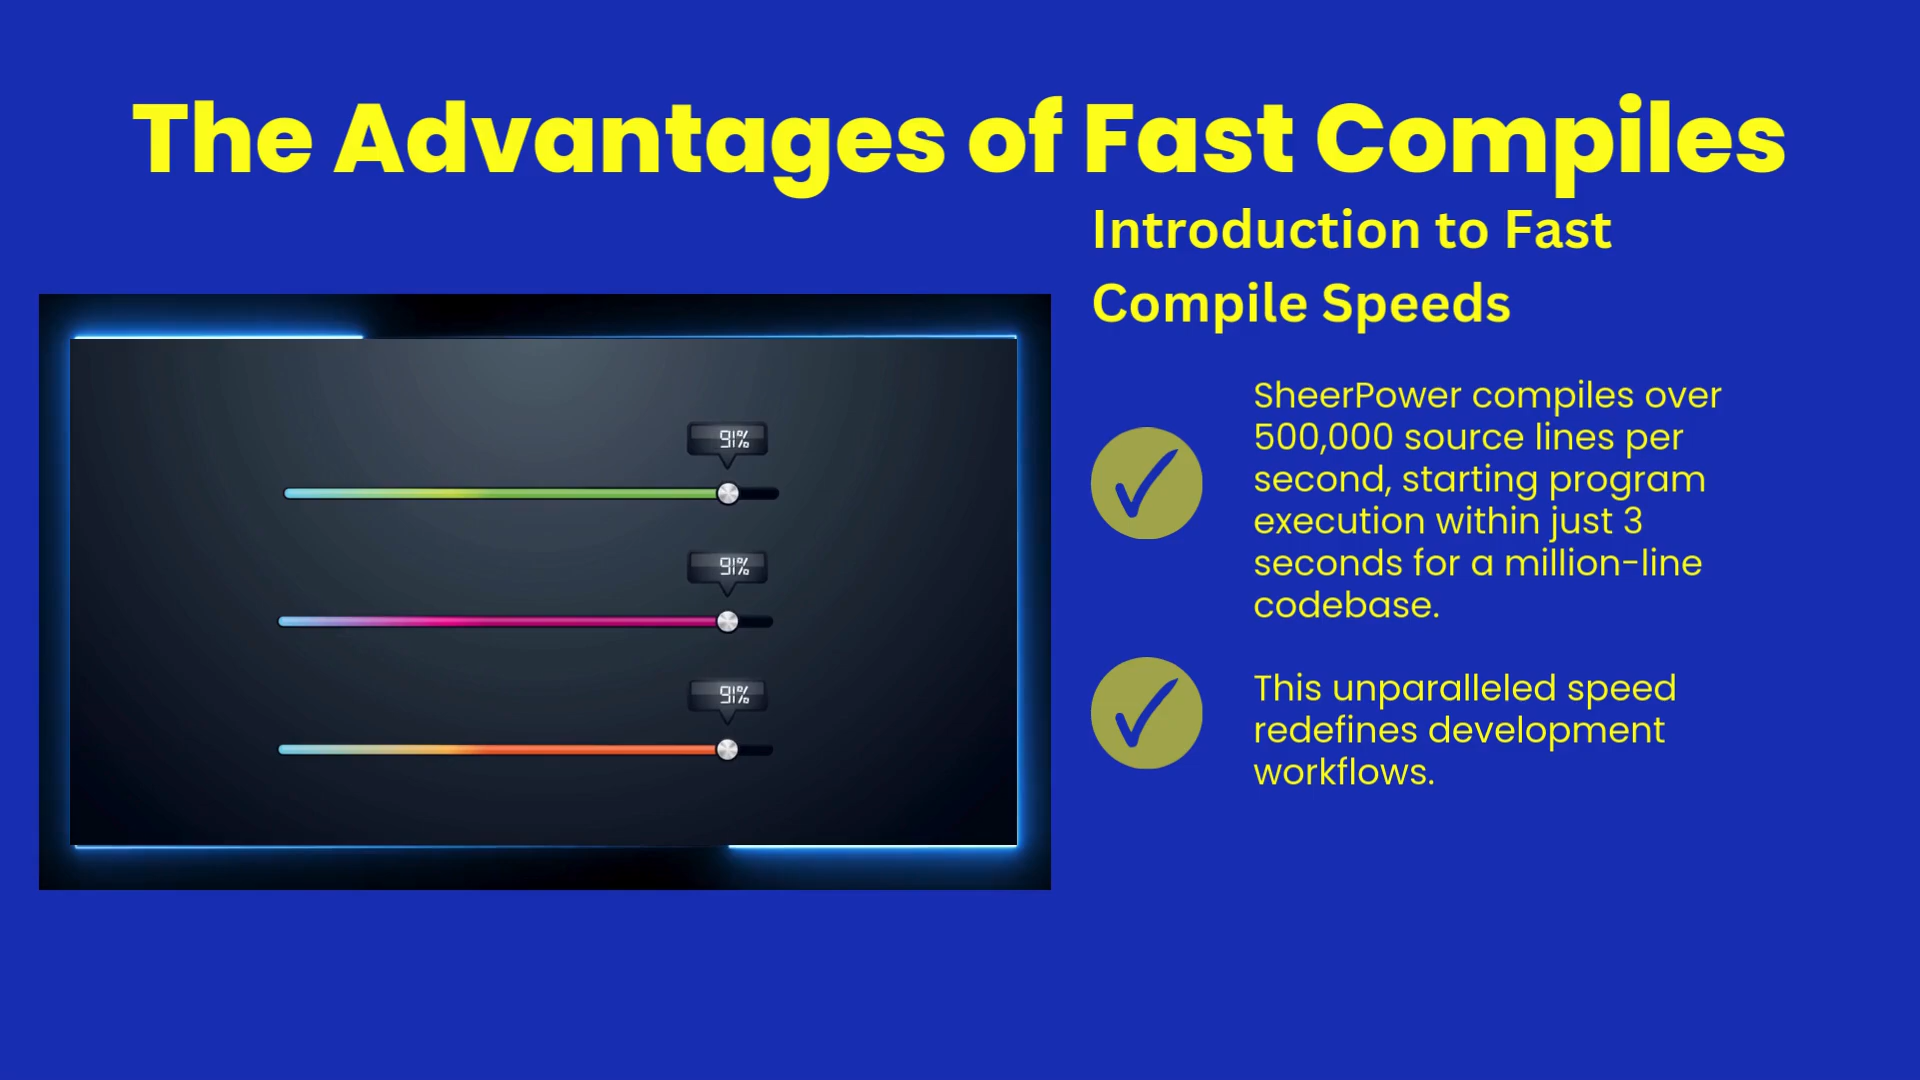 The Advantages of Fast Compiles
Introduction to Fast
Compile Speeds
91%
91%
91%
SheerPower compiles over
500,000 source lines per
second, starting program
execution within just 3
seconds for a million-line
codebase.
This unparalleled speed
redefines development
workflows.